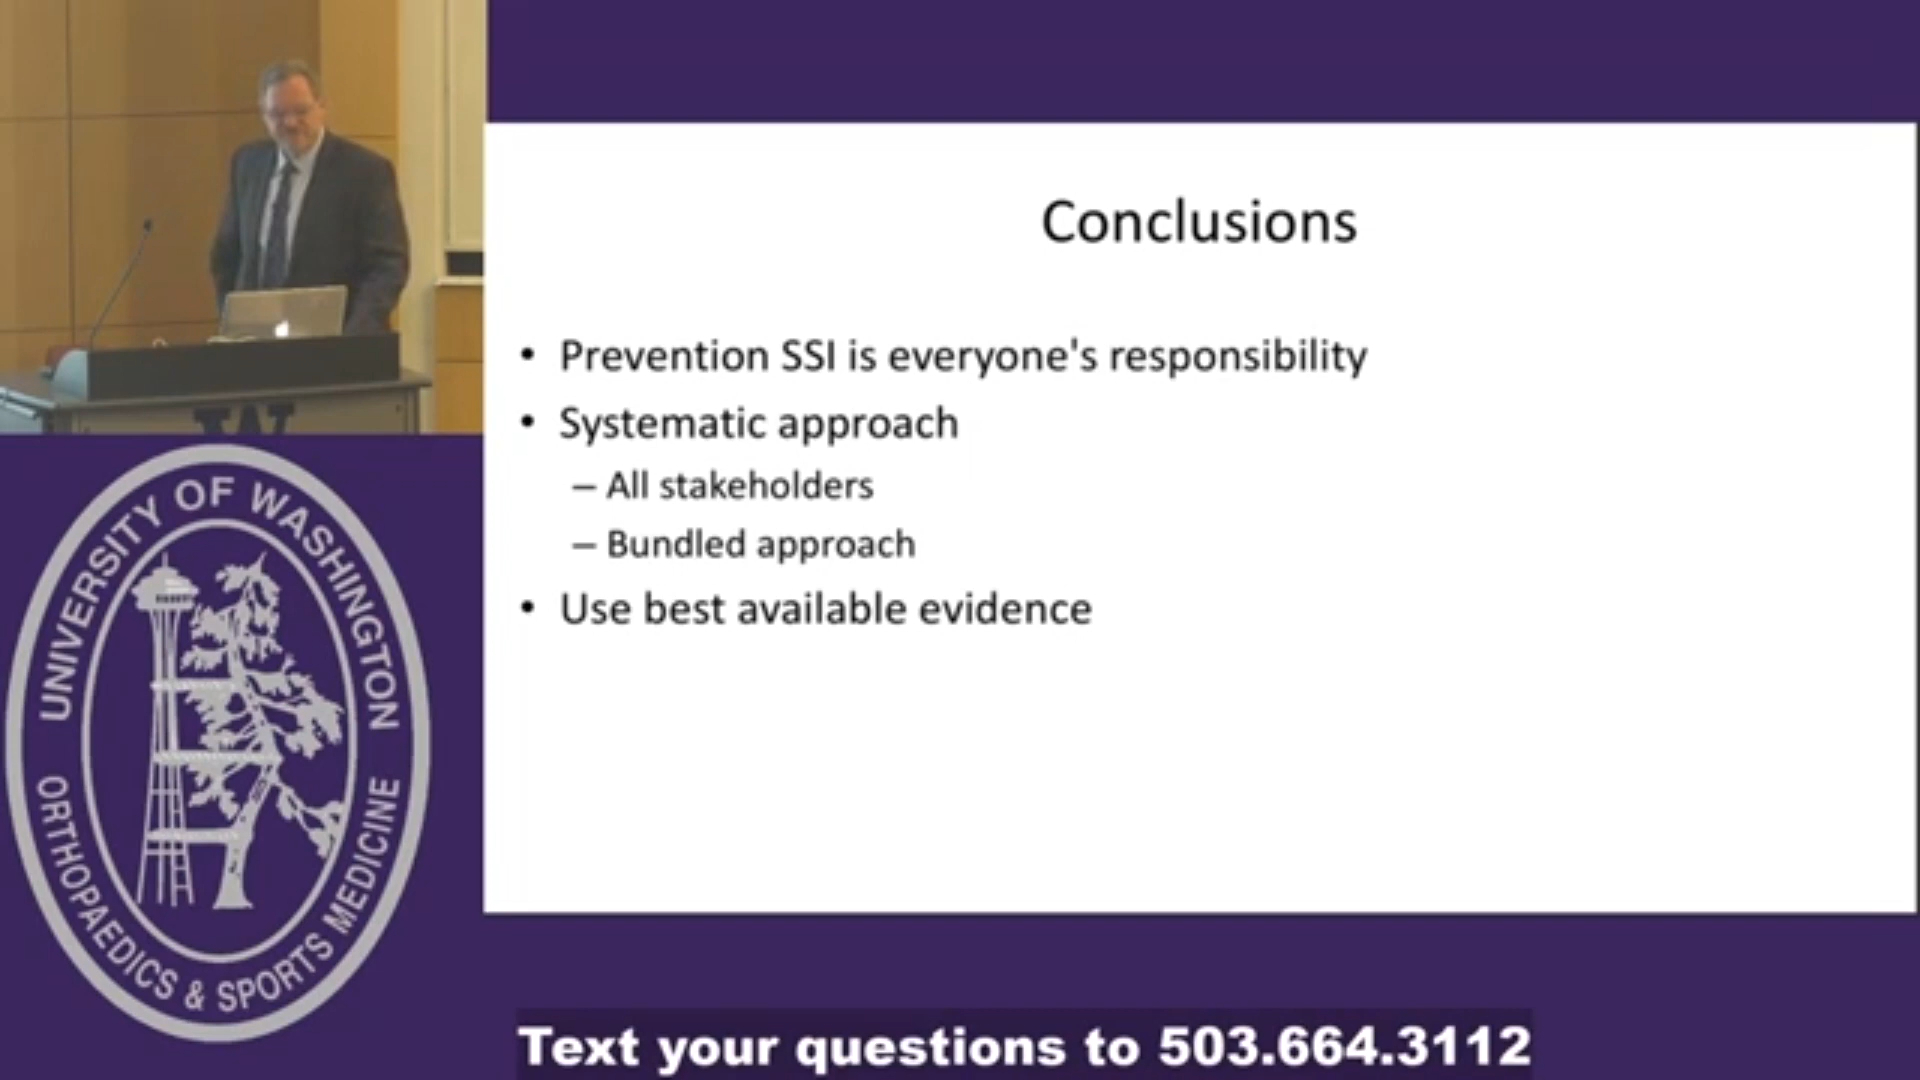 Conclusions
• Prevention SSI is everyone's responsibility
• Systematic approach
– All stakeholders
– Bundled approach
• Use best available evidence
UNIVERSITY OF WASHINGTON
ORTHOPAEDICS & SPORTS MEDICINE
W
Text your questions to 503.664.3112